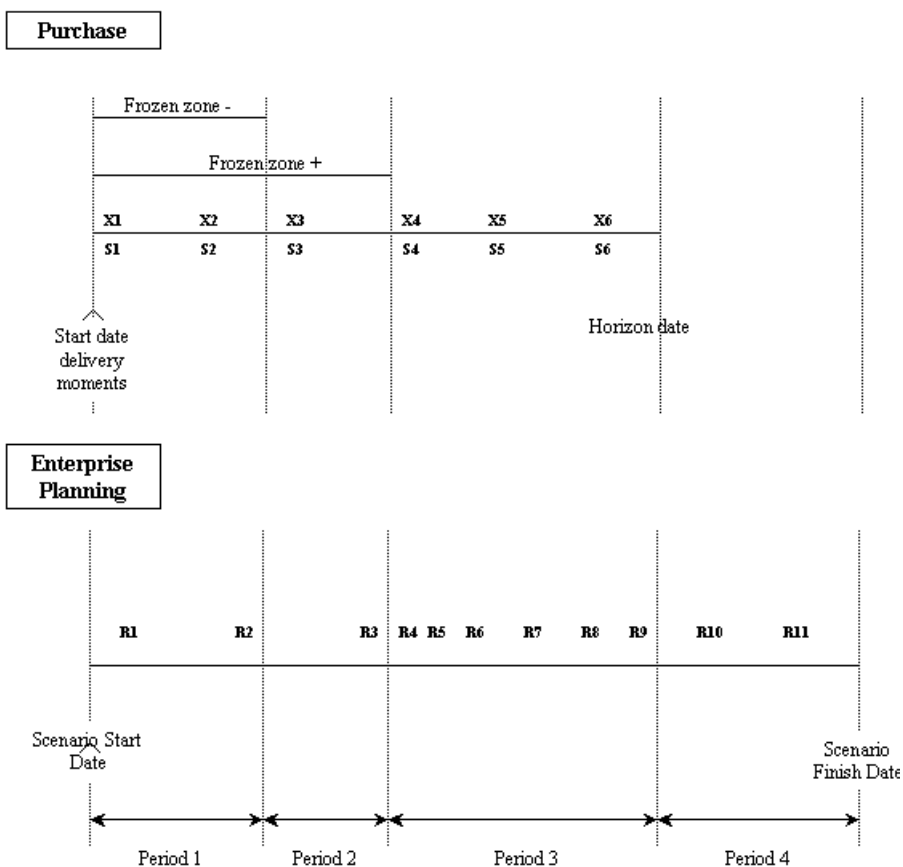 Purchase
Frozen zone -
Frozen zone +
X1 X2 X3 X4 X5 X6
S1 S2 S3 S4 S5 S6
Start date
delivery
moments
Horizon date
Enterprise
Planning
R1 R2 R3 R4 R5 R6 R7 R8 R9 R10 R11
Scenario Start
Date
Scenario
Finish Date
Period 1 Period 2 Period 3 Period 4